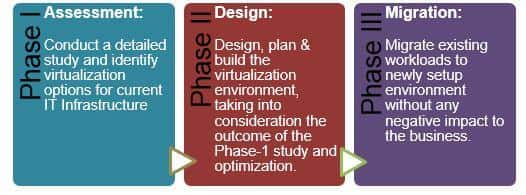 Phase I
Assessment:
Conduct a detailed
study and identify
virtualization
options for current
IT Infrastructure
Phase II
Design:
Design, plan &
build the
virtualization
environment,
taking into
consideration the
outcome of the
Phase-1 study and
optimization.
Phase III
Migration:
Migrate existing
workloads to
newly setup
environment
without any
negative impact to
the business.